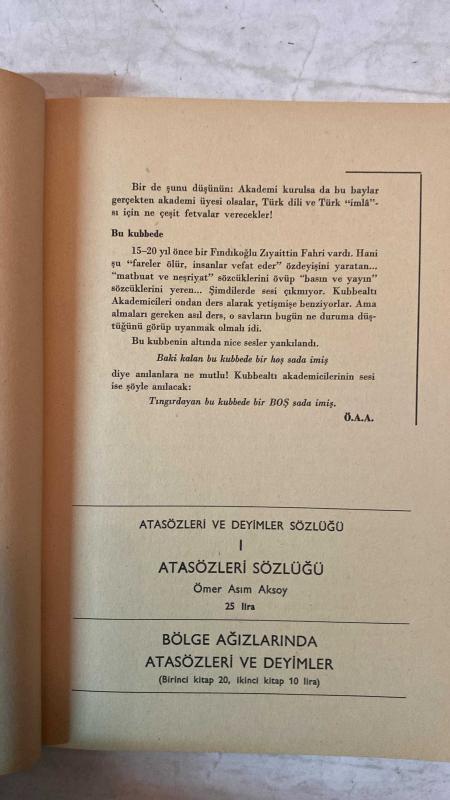 Bir de şunu düşünün: Akademi kurulsa da bu baylar
gerçekten akademi üyesi olsalar, Türk dili ve Türk “imlâ”-
sı için ne çeşit fetvalar verecekler!
Bu kubbede
15-20 yıl önce bir Fındıkoğlu Zıyaittin Fahri vardı. Hani
şu “fareler ölür, insanlar vefat eder” özdeyişini yaratan...
“matbuat ve neşriyat” sözcüklerini övüp “basın ve yayın”
sözcüklerini yeren... Şimdilerde sesi çıkmıyor. Kubbealtı
Akademicileri ondan ders alarak yetişmişe benziyorlar. Ama
almaları gereken asıl ders, o savların bugün ne duruma düş-
tüğünü görüp uyanmak olmalı idi.
Bu kubbenin altında nice sesler yankılandı.
Baki kalan bu kubbede bir hoş sada imiş
diye anılanlara ne mutlu! Kubbealtı akademicilerinin sesi
ise şöyle anılacak:
Tıngırdayan bu kubbede bir BOŞ sada imiş.
Ö.A.A.
ATASÖZLERİ VE DEYİMLER SÖZLÜĞÜ
I
ATASÖZLERİ SÖZLÜĞÜ
Ömer Asım Aksoy
25 lira
BÖLGE AĞIZLARINDA
ATASÖZLERİ VE DEYİMLER
(Birinci kitap 20, ikinci kitap 10 lira)